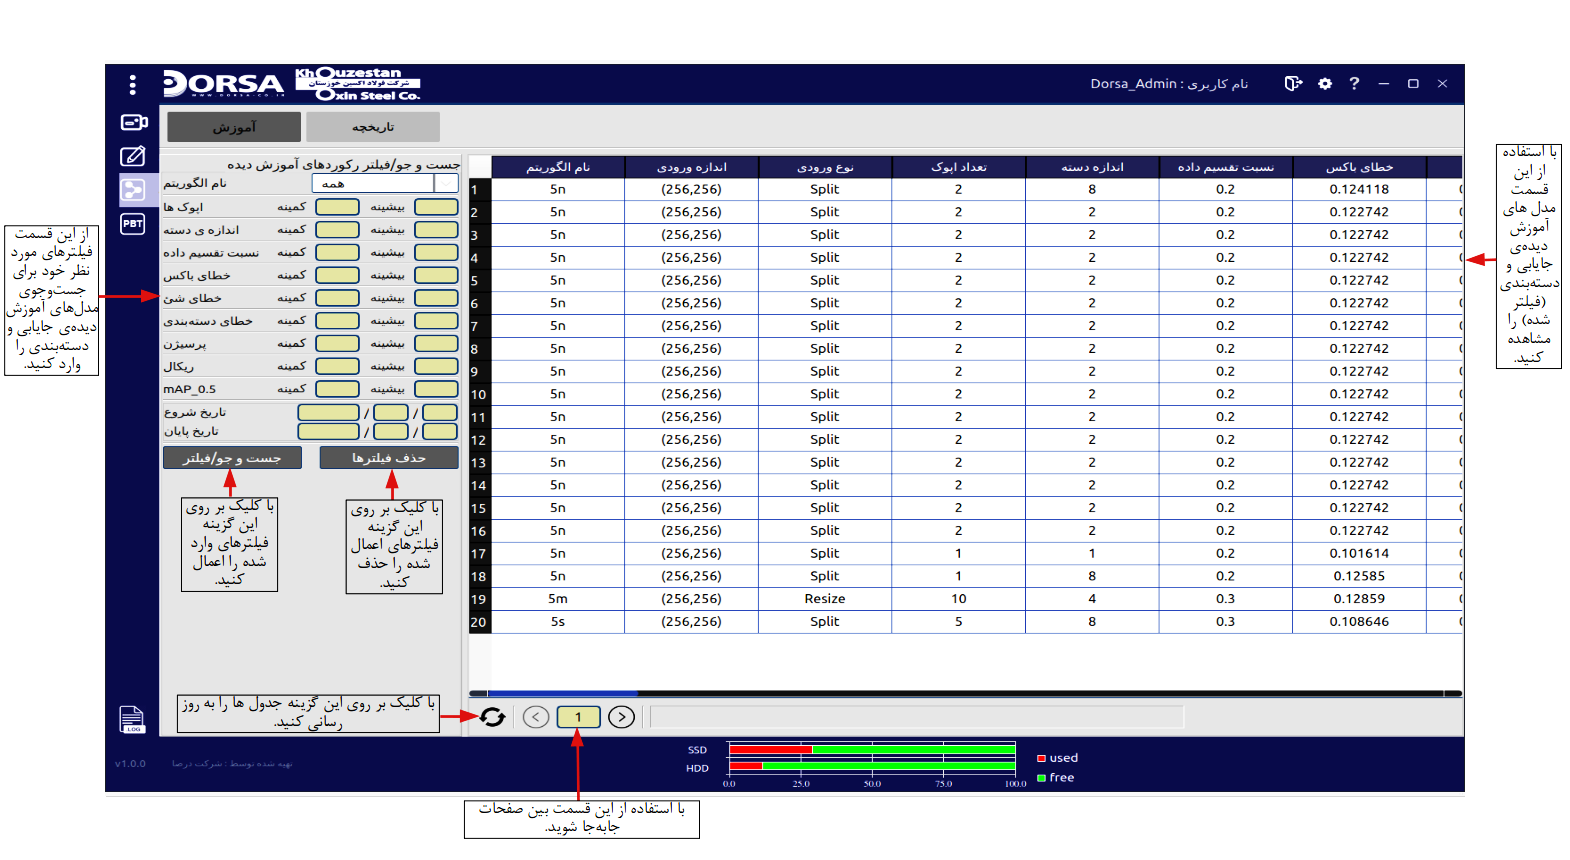 DORSA
WWW.DORSA-CO.IR
Khouzestan
شرکت فولاد اکسین خوزستان
Oxin Steel Co.
نام کاربری : Dorsa_Admin
?
آموزش
تاریخچه
جست و جو/فیلتر رکوردهای آموزش دیده
نام الگوریتم همه
اپوک ها کمینه بیشینه
اندازه ی دسته کمینه بیشینه
نسبت تقسیم داده کمینه بیشینه
خطای باکس کمینه بیشینه
خطای شئ کمینه بیشینه
خطای دسته‌بندی کمینه بیشینه
پرسیژن کمینه بیشینه
ریکال کمینه بیشینه
mAP_0.5 کمینه بیشینه
تاریخ شروع / /
تاریخ پایان / /
جست و جو/فیلتر
حذف فیلترها
PBT
LOG
نام الگوریتم اندازه ورودی نوع ورودی تعداد اپوک اندازه دسته نسبت تقسیم داده خطای باکس
1 5n (256,256) Split 2 8 0.2 0.124118
2 5n (256,256) Split 2 2 0.2 0.122742
3 5n (256,256) Split 2 2 0.2 0.122742
4 5n (256,256) Split 2 2 0.2 0.122742
5 5n (256,256) Split 2 2 0.2 0.122742
6 5n (256,256) Split 2 2 0.2 0.122742
7 5n (256,256) Split 2 2 0.2 0.122742
8 5n (256,256) Split 2 2 0.2 0.122742
9 5n (256,256) Split 2 2 0.2 0.122742
10 5n (256,256) Split 2 2 0.2 0.122742
11 5n (256,256) Split 2 2 0.2 0.122742
12 5n (256,256) Split 2 2 0.2 0.122742
13 5n (256,256) Split 2 2 0.2 0.122742
14 5n (256,256) Split 2 2 0.2 0.122742
15 5n (256,256) Split 2 2 0.2 0.122742
16 5n (256,256) Split 2 2 0.2 0.122742
17 5n (256,256) Split 1 1 0.2 0.101614
18 5n (256,256) Split 1 8 0.2 0.12585
19 5m (256,256) Resize 10 4 0.3 0.12859
20 5s (256,256) Split 5 8 0.3 0.108646
< 1 >
با استفاده
از این
قسمت
مدل های
آموزش
دیده‌ی
جایابی و
دسته‌بندی
(فیلتر
شده) را
مشاهده
کنید.
از این قسمت
فیلترهای مورد
نظر خود برای
جست‌وجوی
مدل‌های آموزش
دیده‌ی جایابی و
دسته‌بندی را
وارد کنید.
با کلیک بر روی
این گزینه
فیلترهای وارد
شده را اعمال
کنید.
با کلیک بر روی
این گزینه
فیلترهای اعمال
شده را حذف
کنید.
با کلیک بر روی این گزینه جدول ها را به روز
رسانی کنید.
با استفاده از این قسمت بین صفحات
جابه‌جا شوید.
v1.0.0
تهیه شده توسط : شرکت درصا
SSD
HDD
0.0 25.0 50.0 75.0 100.0
used
free